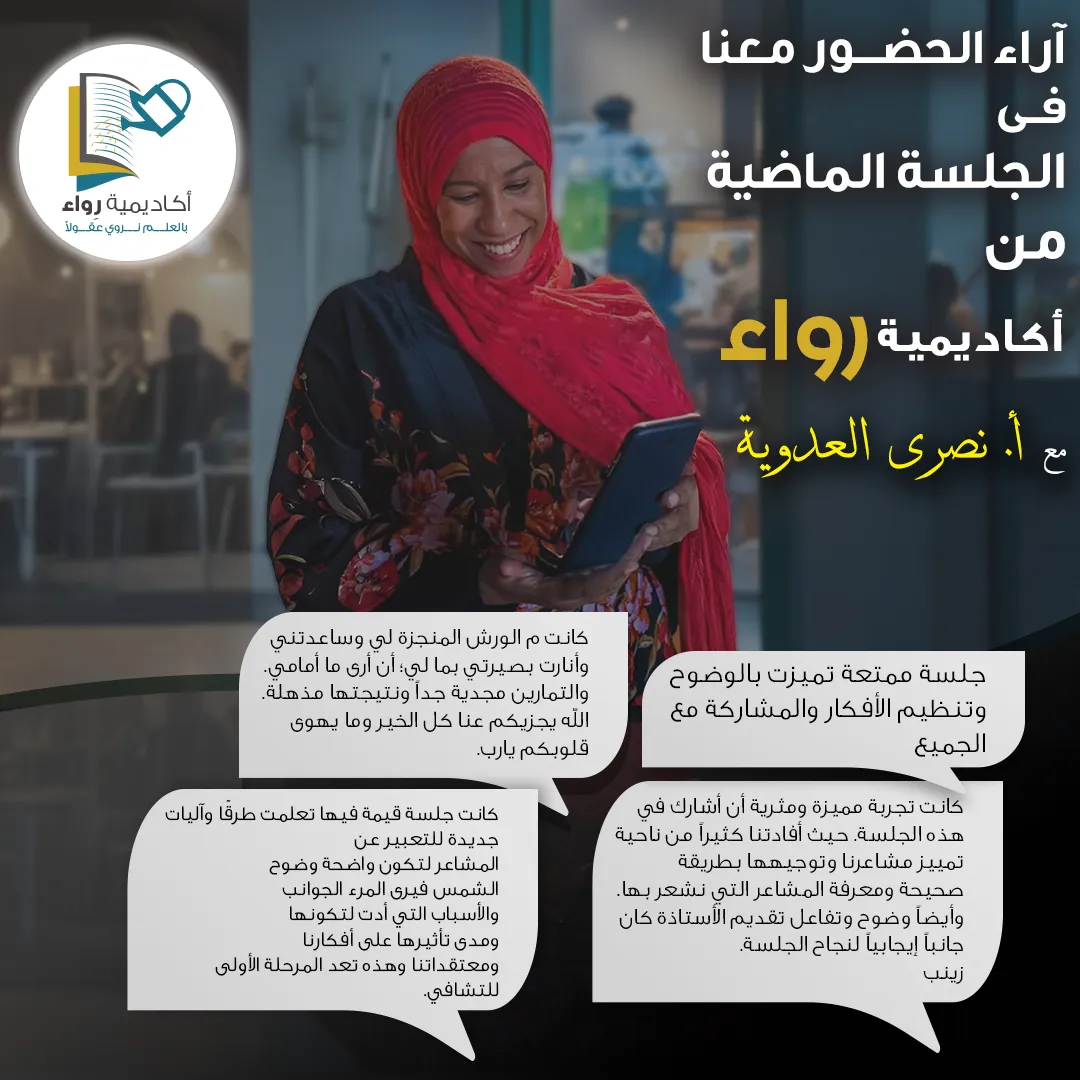 آراء الحضــور معنا
فى
الجلسة الماضية
من
أكاديمية رواء
مع أ. نصرى العدوية
أكاديمية رِواء
بالعلـــم نــروي عقــولاً
كانت م الورش المنجزة لي وساعدتني
وأنارت بصيرتي بما لي؛ أن أرى ما أمامي.
والتمارين مجدية جداً ونتيجتها مذهلة.
الله يجزيكم عنا كل الخير وما يهوى
قلوبكم يارب.
جلسة ممتعة تميزت بالوضوح
وتنظيم الأفكار والمشاركة مع
الجميع
كانت تجربة مميزة ومثرية أن أشارك في
هذه الجلسة. حيث أفادتنا كثيراً من ناحية
تمييز مشاعرنا وتوجيهها بطريقة
صحيحة ومعرفة المشاعر التي نشعر بها.
وأيضاً وضوح وتفاعل تقديم الأستاذة كان
جانباً إيجابياً لنجاح الجلسة.
زينب
كانت جلسة قيمة فيها تعلمت طرقًا وآليات
جديدة للتعبير عن
المشاعر لتكون واضحة وضوح
الشمس فيرى المرء الجوانب
والأسباب التي أدت لتكونها
ومدى تأثيرها على أفكارنا
ومعتقداتنا وهذه تعد المرحلة الأولى
للتشافي.